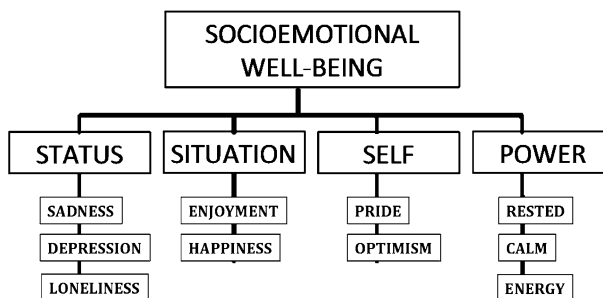 SOCIOEMOTIONAL
WELL-BEING
STATUS
SITUATION
SELF
POWER
SADNESS
ENJOYMENT
PRIDE
RESTED
DEPRESSION
HAPPINESS
OPTIMISM
CALM
LONELINESS
ENERGY